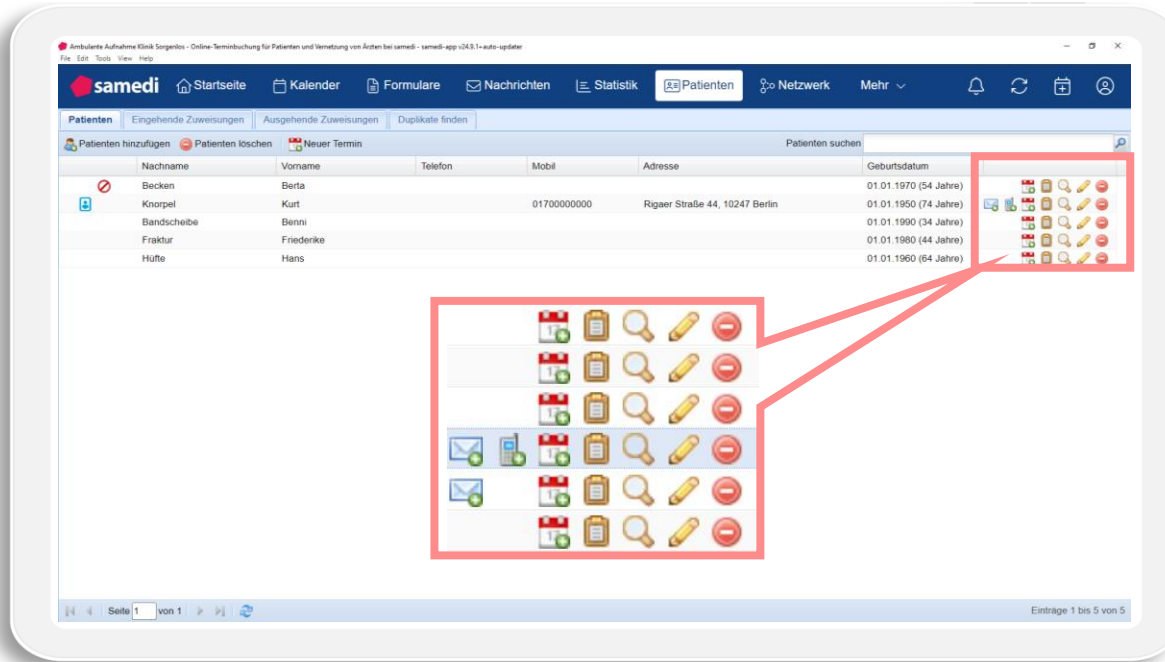 Ambulante Aufnahme Klinik Sorgenlos - Online-Terminbuchung für Patienten und Vernetzung von Ärzten bei samedi - samedi-app v24.9.1+auto-updater
File Edit Tools View Help
samedi Startseite Kalender Formulare Nachrichten Statistik Patienten Netzwerk Mehr
Patienten Eingehende Zuweisungen Ausgehende Zuweisungen Duplikate finden
Patienten hinzufügen Patienten löschen Neuer Termin Patienten suchen
Nachname Vorname Telefon Mobil Adresse Geburtsdatum
Becken Berta 01.01.1970 (54 Jahre)
Knorpel Kurt 01700000000 Rigaer Straße 44, 10247 Berlin 01.01.1950 (74 Jahre)
Bandscheibe Benni 01.01.1990 (34 Jahre)
Fraktur Friederike 01.01.1980 (44 Jahre)
Hüfte Hans 01.01.1960 (64 Jahre)
Seite 1 von 1 Einträge 1 bis 5 von 5